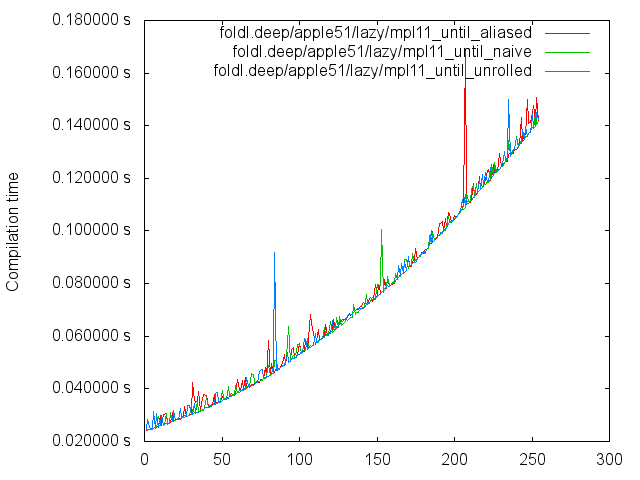 0.180000 s
foldl.deep/apple51/lazy/mpl11_until_aliased
foldl.deep/apple51/lazy/mpl11_until_naive
foldl.deep/apple51/lazy/mpl11_until_unrolled
0.160000 s
0.140000 s
0.120000 s
0.100000 s
0.080000 s
0.060000 s
0.040000 s
0.020000 s
Compilation time
0 50 100 150 200 250 300